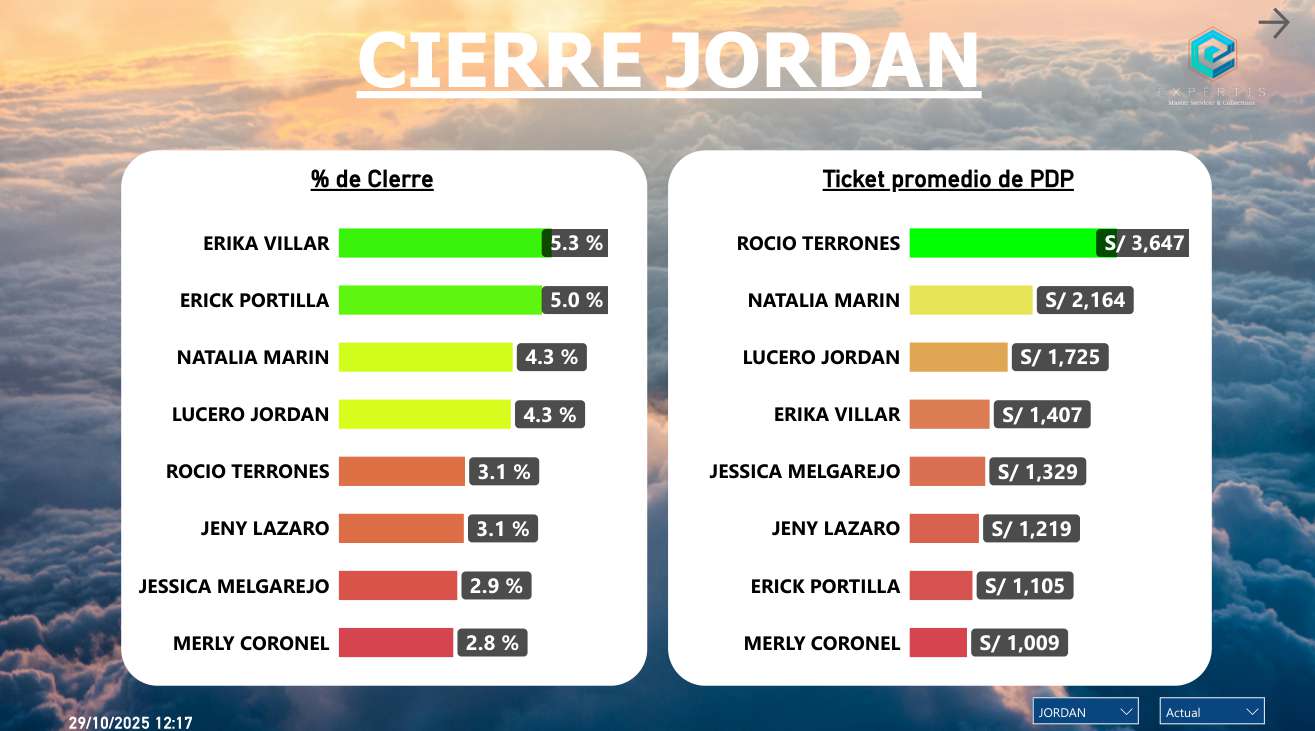 CIERRE JORDAN
EXPERTIS
% de Cierre
ERIKA VILLAR 5.3 %
ERICK PORTILLA 5.0 %
NATALIA MARIN 4.3 %
LUCERO JORDAN 4.3 %
ROCIO TERRONES 3.1 %
JENY LAZARO 3.1 %
JESSICA MELGAREJO 2.9 %
MERLY CORONEL 2.8 %
Ticket promedio de PDP
ROCIO TERRONES S/ 3,647
NATALIA MARIN S/ 2,164
LUCERO JORDAN S/ 1,725
ERIKA VILLAR S/ 1,407
JESSICA MELGAREJO S/ 1,329
JENY LAZARO S/ 1,219
ERICK PORTILLA S/ 1,105
MERLY CORONEL S/ 1,009
29/10/2025 12:17
JORDAN
Actual